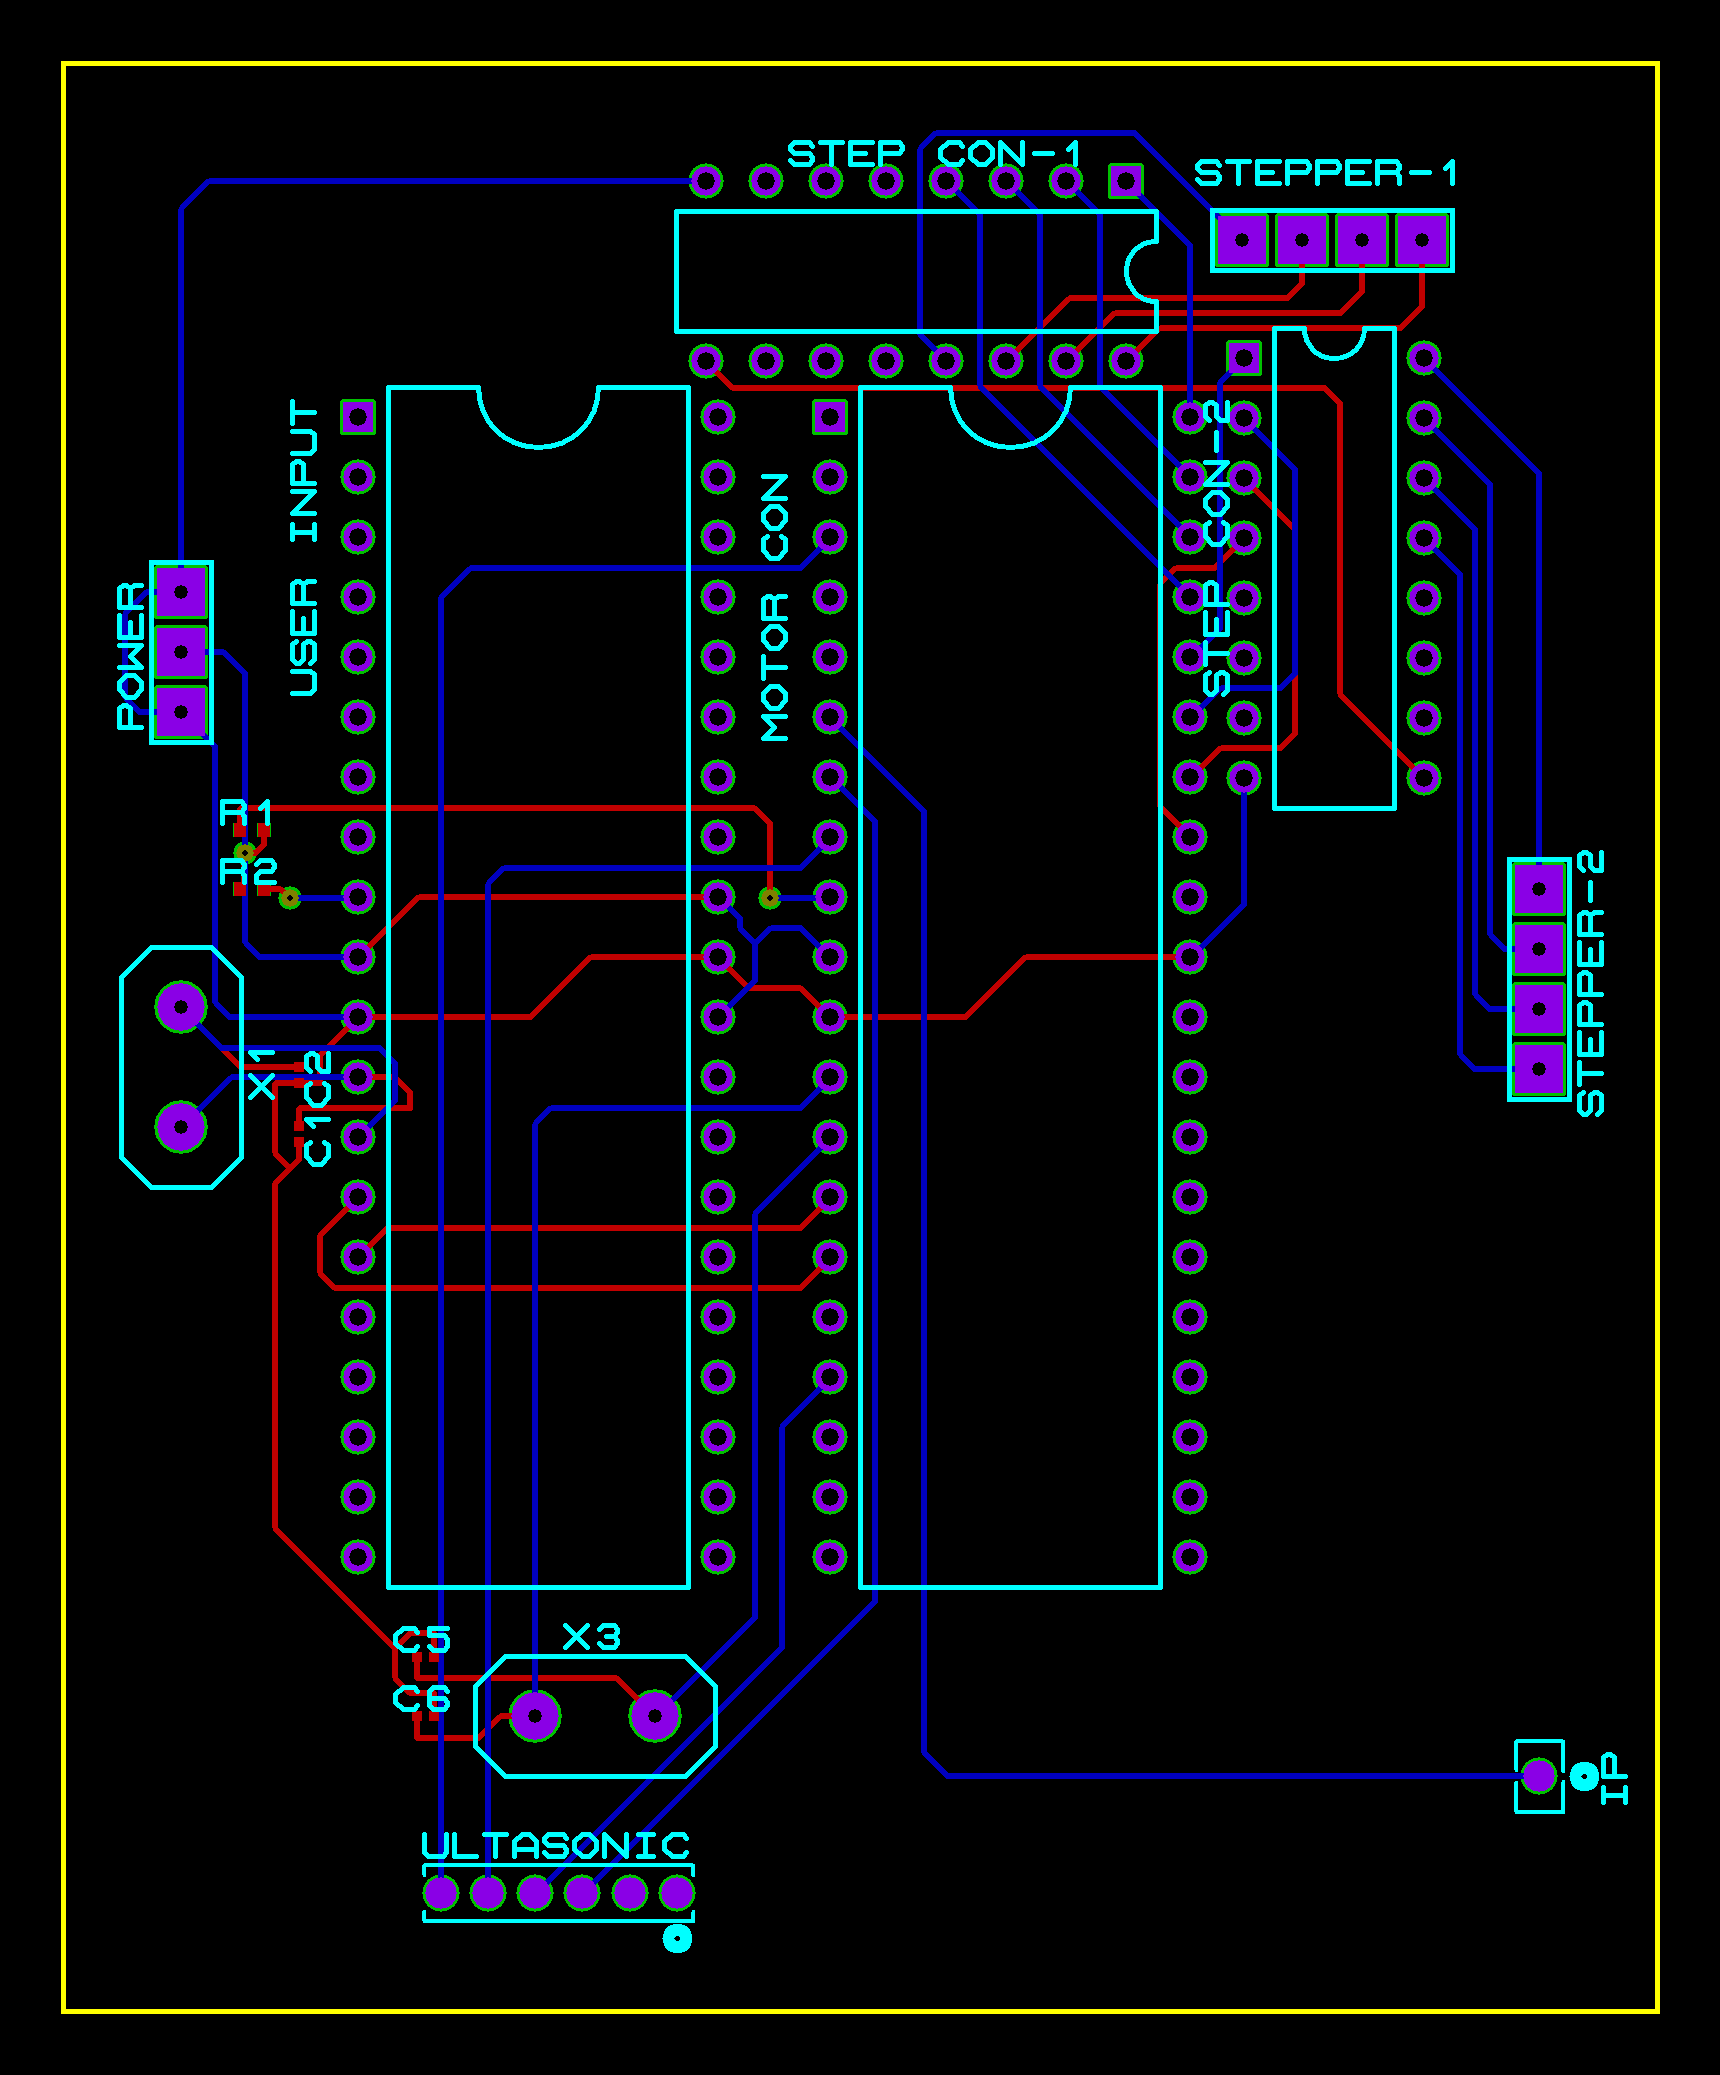 STEP CON-1
STEPPER-1
USER INPUT
MOTOR CON
STEP CON-2
POWER
R1
R2
STEPPER-2
X1
C1
C2
C5
X3
C6
IP
ULTASONIC